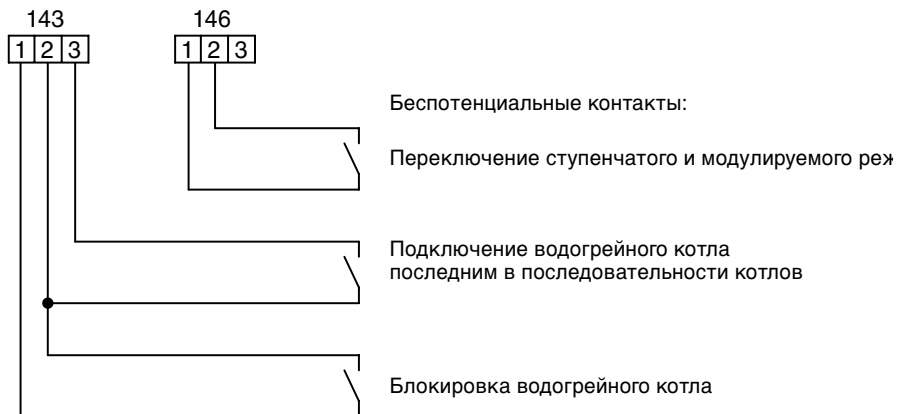 143 146
1 2 3 1 2 3
Беспотенциальные контакты:
Переключение ступенчатого и модулируемого
Подключение водогрейного котла
последним в последовательности котлов
Блокировка водогрейного котла